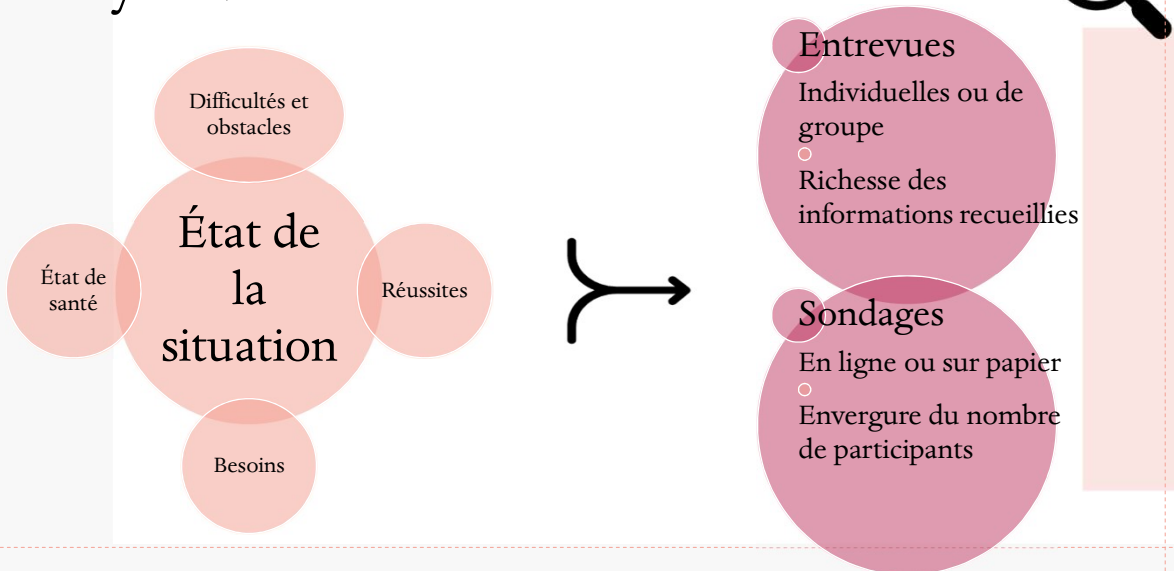 Difficultés et
obstacles
État de
la
situation
État de
santé
Réussites
Besoins
Entrevues
Individuelles ou de
groupe
Richesse des
informations recueillies
Sondages
En ligne ou sur papier
Envergure du nombre
de participants